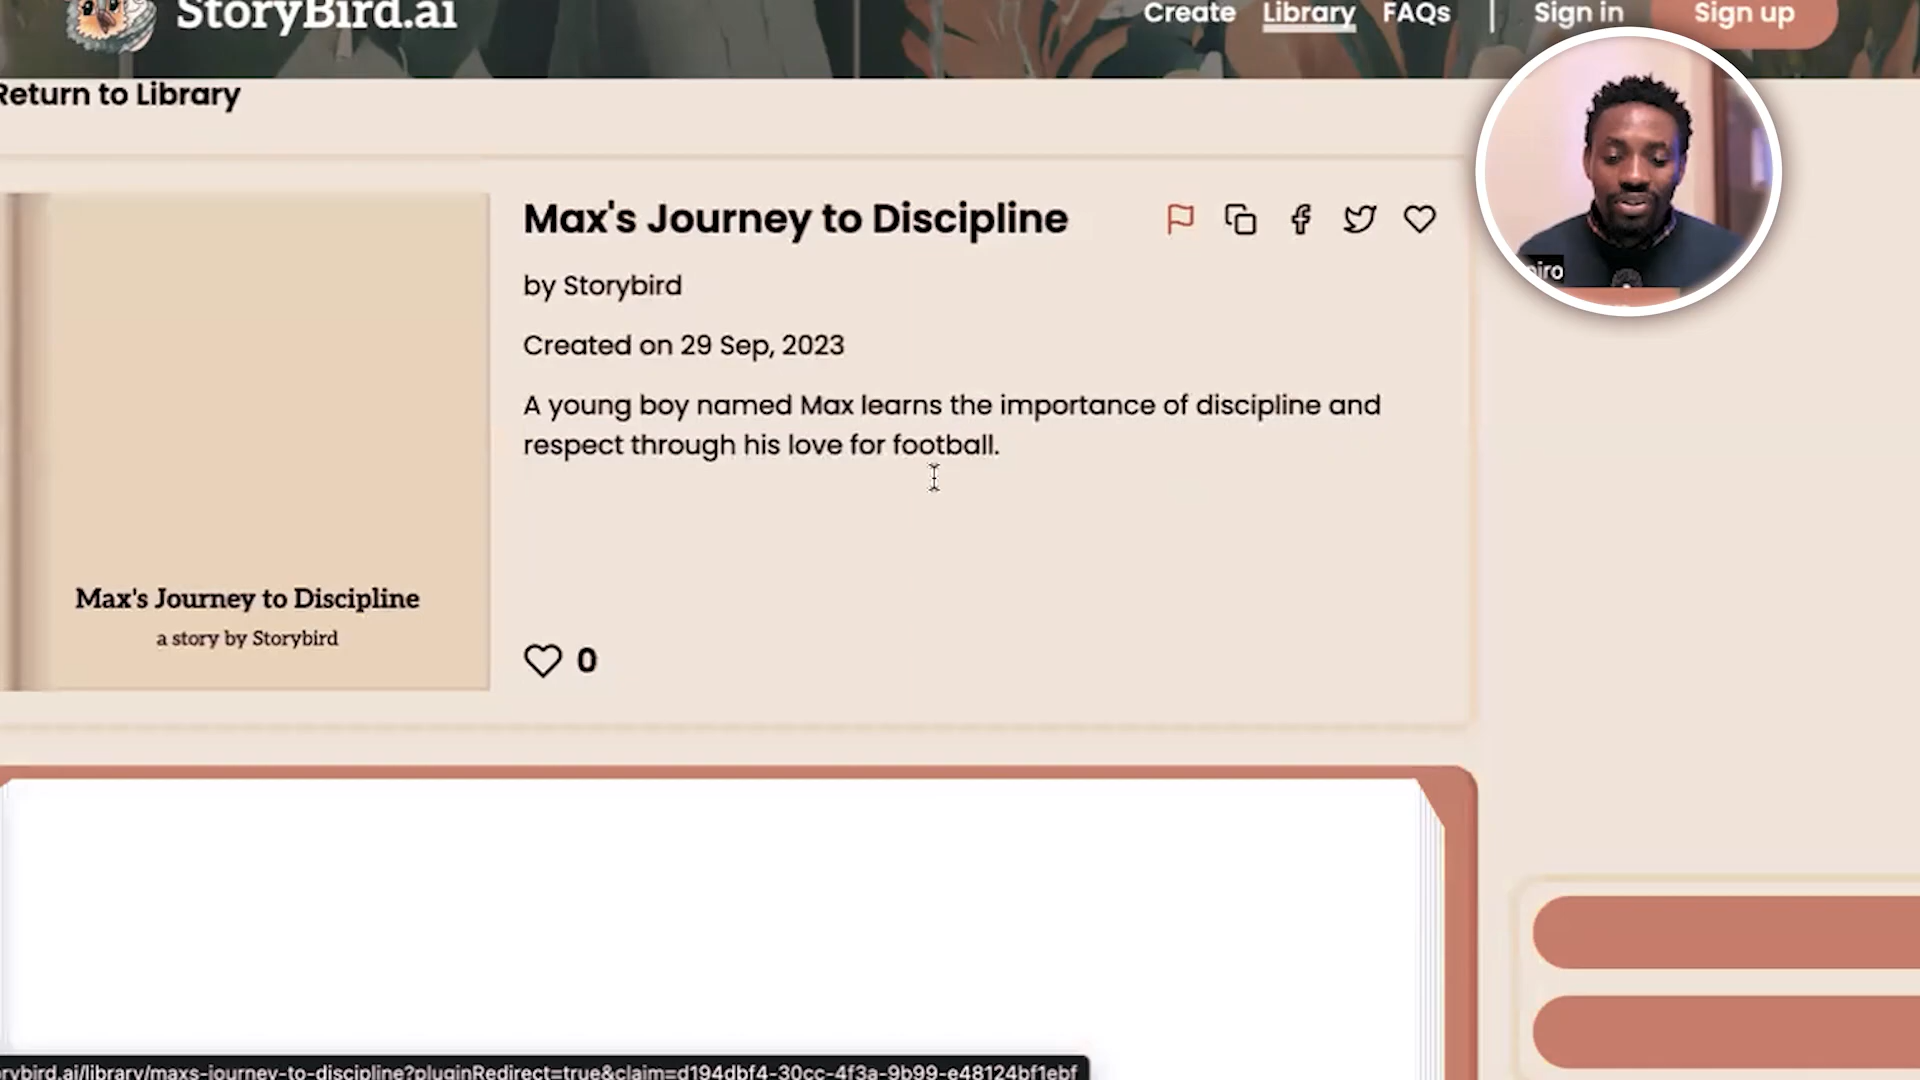 StoryBird.ai
Create Library FAQs | Sign in Sign up
Return to Library
Max's Journey to Discipline
by Storybird
Created on 29 Sep, 2023
A young boy named Max learns the importance of discipline and
respect through his love for football.
Max's Journey to Discipline
a story by Storybird
0
rybird.ai/library/maxs-journey-to-discipline?pluginRedirect=true&claim=d194dbf4-30cc-4f3a-9b99-e48124bf1ebf